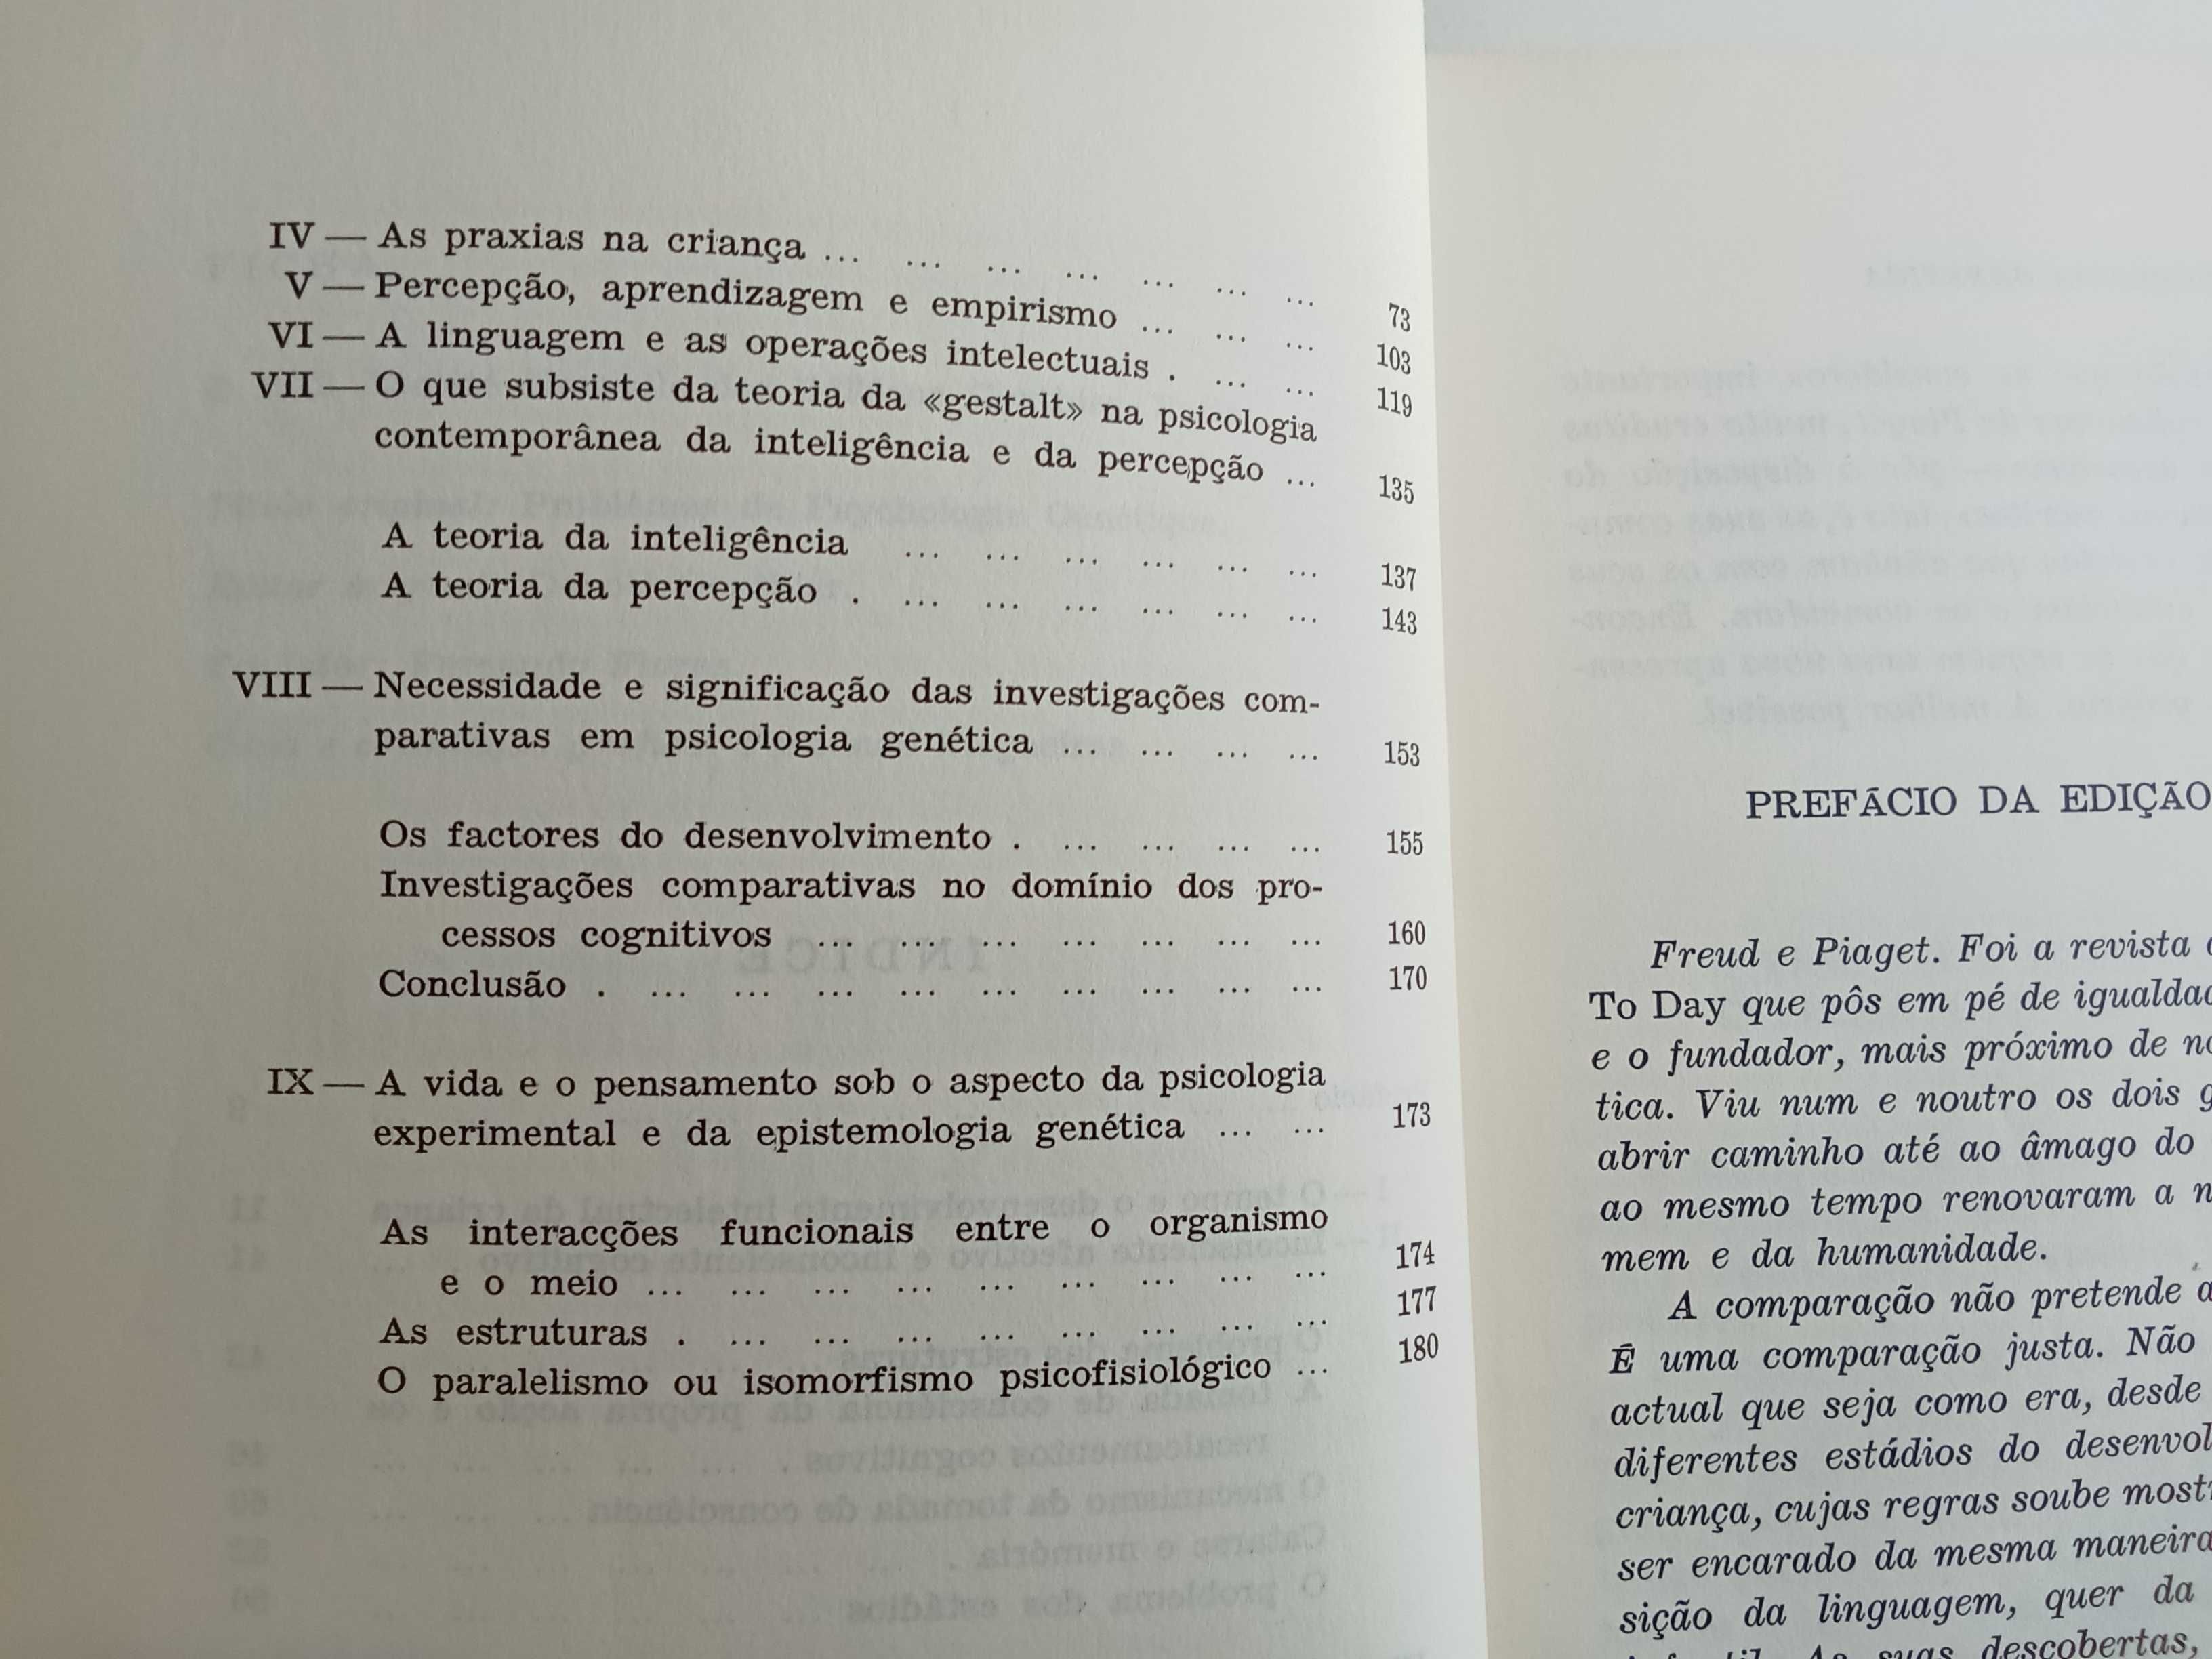 IV — As praxias na criança ... ... ... ... ... ... ... 73
V — Percepção, aprendizagem e empirismo ... ... ... 103
VI — A linguagem e as operações intelectuais . ... ... 119
VII — O que subsiste da teoria da «gestalt» na psicologia
contemporânea da inteligência e da percepção ... 135
A teoria da inteligência ... ... ... ... ... ... 137
A teoria da percepção . ... ... ... ... ... ... 143
VIII — Necessidade e significação das investigações com-
parativas em psicologia genética ... ... ... ... 153
Os factores do desenvolvimento . ... ... ... ... 155
Investigações comparativas no domínio dos pro-
cessos cognitivos ... ... ... ... ... ... ... 160
Conclusão . ... ... ... ... ... ... ... ... ... 170
IX — A vida e o pensamento sob o aspecto da psicologia
experimental e da epistemologia genética ... ... 173
As interacções funcionais entre o organismo
e o meio ... ... ... ... ... ... ... ... ... 174
As estruturas . ... ... ... ... ... ... ... ... 177
O paralelismo ou isomorfismo psicofisiológico ... 180
PREFÁCIO DA EDIÇÃO
Freud e Piaget. Foi a revista
To Day que pôs em pé de
e o fundador, mais próximo de
tica. Viu num e noutro os dois
abrir caminho até ao âmago do
ao mesmo tempo renovaram a
mem e da humanidade.
A comparação não pretende
É uma comparação justa. Não
actual que seja como era, desde
diferentes estádios do
criança, cujas regras soube
ser encarado da mesma maneira
sição da linguagem, quer da
As suas descobertas,